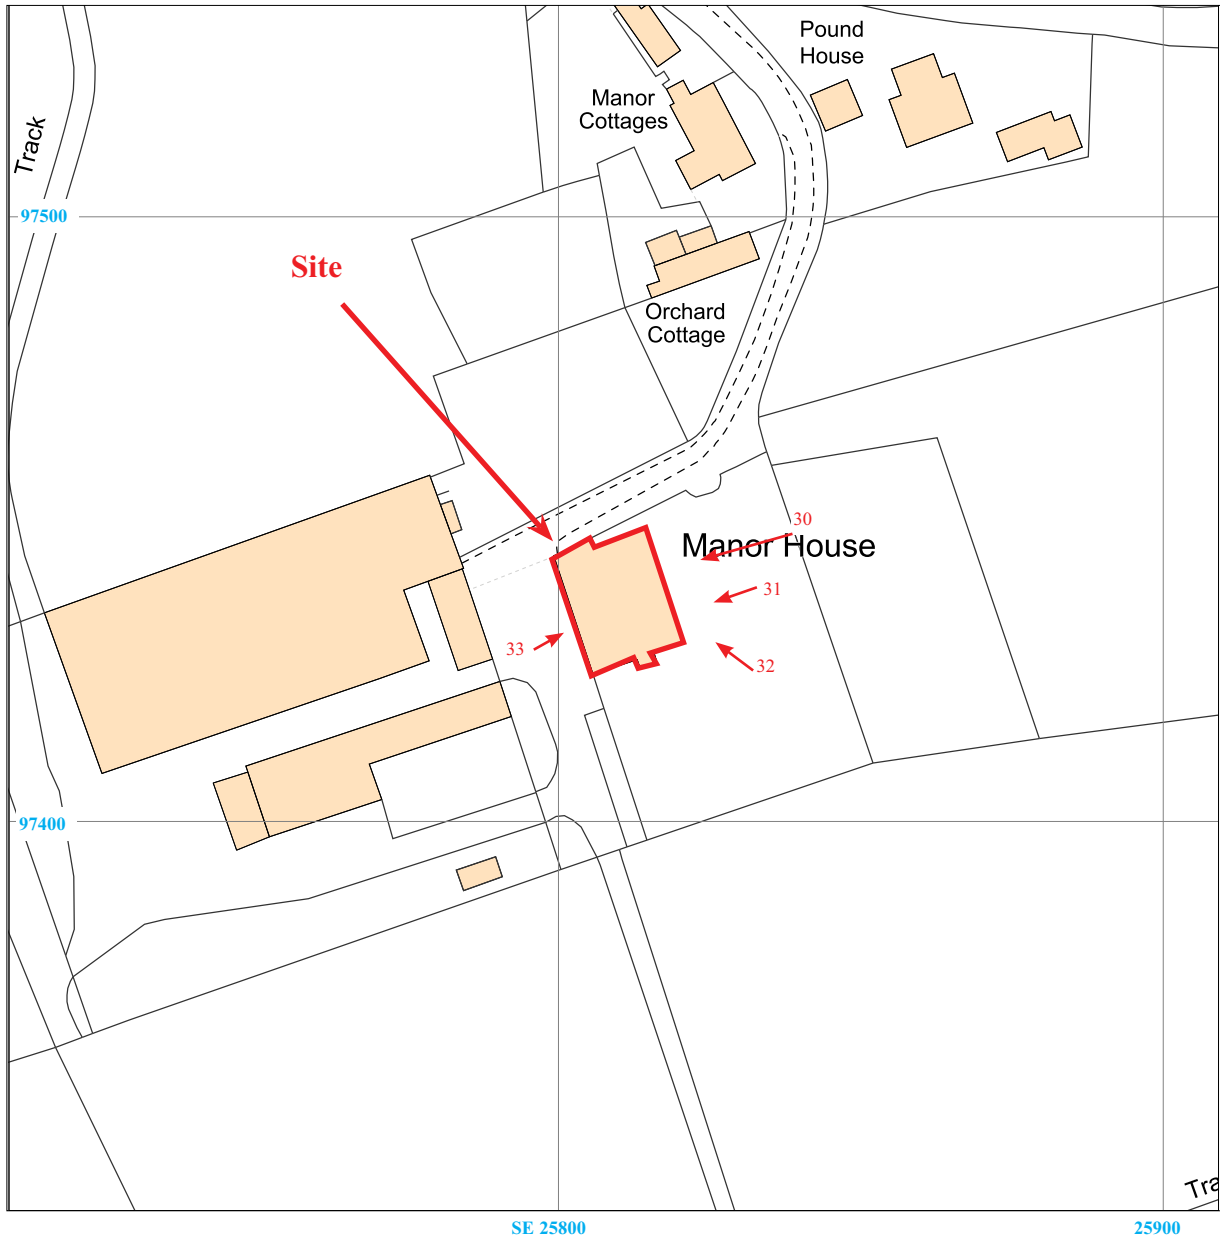 Pound
House
Manor
Cottages
Track
97500
Site
Orchard
Cottage
30
Manor House
31
33
32
97400
Tra
SE 25800
25900